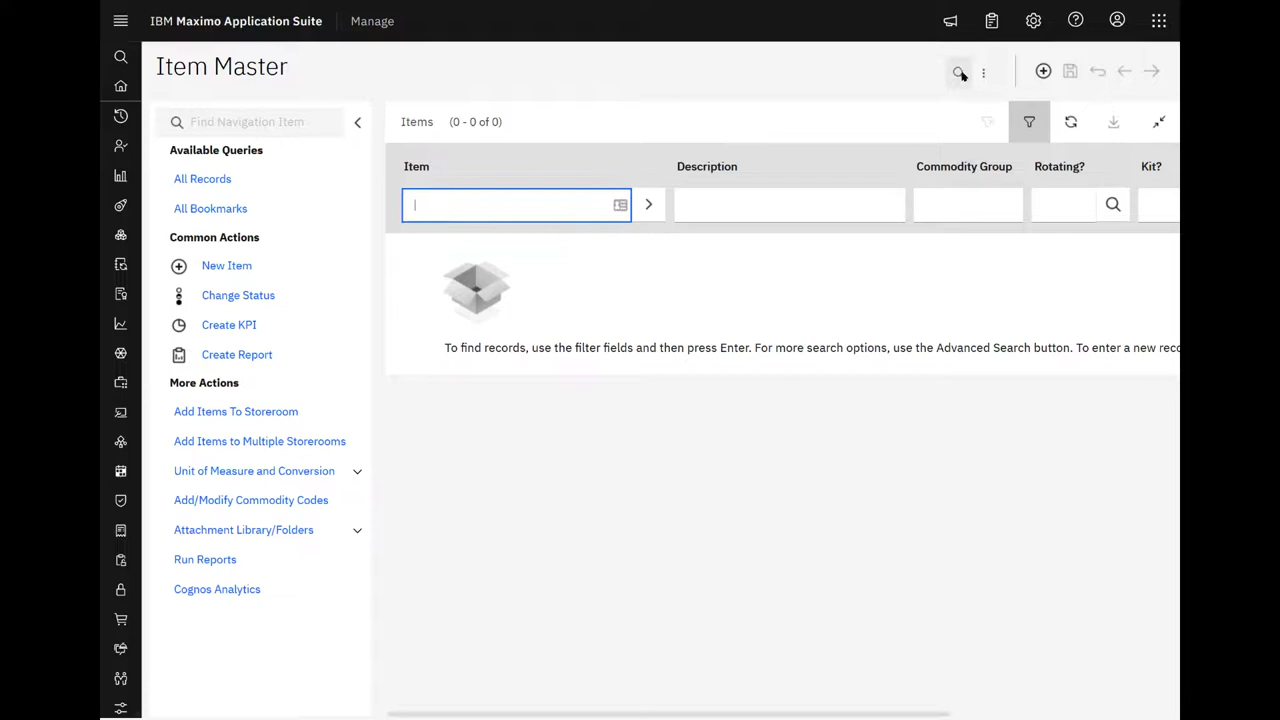 IBM Maximo Application Suite Manage
Item Master
Find Navigation Item
Available Queries
All Records
All Bookmarks
Common Actions
New Item
Change Status
Create KPI
Create Report
More Actions
Add Items To Storeroom
Add Items to Multiple Storerooms
Unit of Measure and Conversion
Add/Modify Commodity Codes
Attachment Library/Folders
Run Reports
Cognos Analytics
Items (0 - 0 of 0)
Item Description Commodity Group Rotating? Kit?
To find records, use the filter fields and then press Enter. For more search options, use the Advanced Search button. To enter a new reco